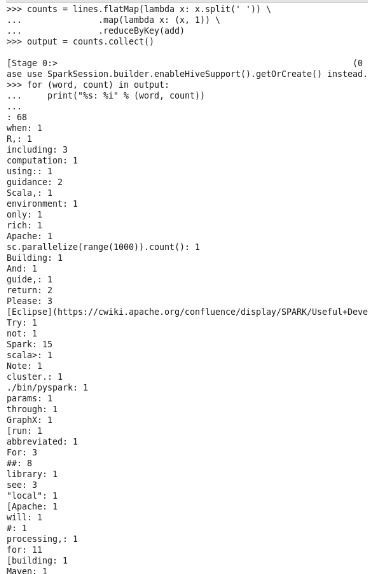 >>> counts = lines.flatMap(lambda x: x.split(' ')) \
...               .map(lambda x: (x, 1)) \
...               .reduceByKey(add)
>>> output = counts.collect()
[Stage 0:>                                                          (0
ase use SparkSession.builder.enableHiveSupport().getOrCreate() instead.
>>> for (word, count) in output:
...     print("%s: %i" % (word, count))
...
: 68
when: 1
R,: 1
including: 3
computation: 1
using:: 1
guidance: 2
Scala,: 1
environment: 1
only: 1
rich: 1
Apache: 1
sc.parallelize(range(1000)).count(): 1
Building: 1
And: 1
guide,: 1
return: 2
Please: 3
[Eclipse](https://cwiki.apache.org/confluence/display/SPARK/Useful+Deve
Try: 1
not: 1
Spark: 15
scala>: 1
Note: 1
cluster.: 1
./bin/pyspark: 1
params: 1
through: 1
GraphX: 1
[run: 1
abbreviated: 1
For: 3
##: 8
library: 1
see: 3
"local": 1
[Apache: 1
will: 1
#: 1
processing,: 1
for: 11
[building: 1
Maven: 1